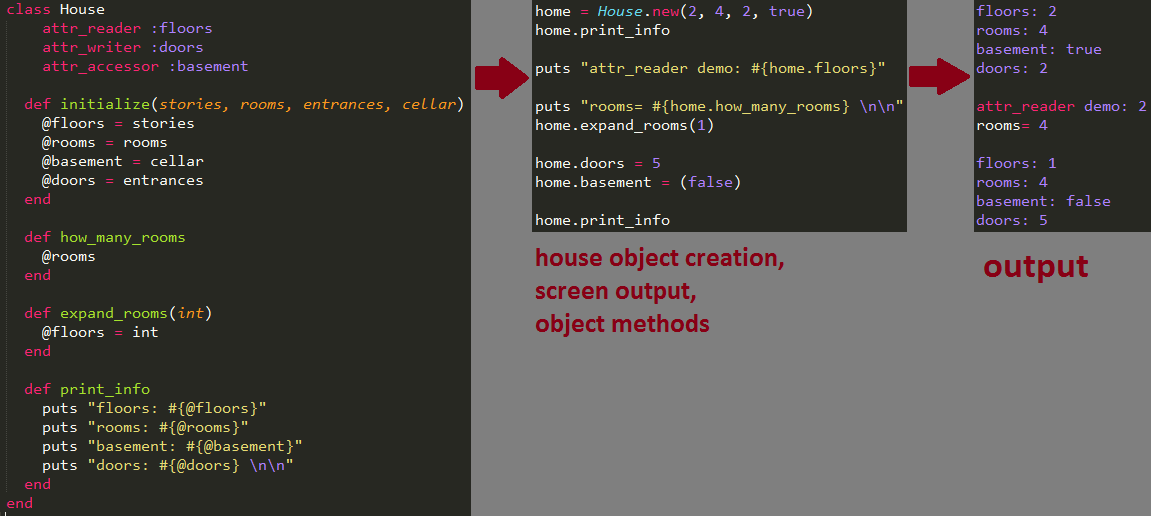 class House
    attr_reader :floors
    attr_writer :doors
    attr_accessor :basement

  def initialize(stories, rooms, entrances, cellar)
    @floors = stories
    @rooms = rooms
    @basement = cellar
    @doors = entrances
  end

  def how_many_rooms
    @rooms
  end

  def expand_rooms(int)
    @floors = int
  end

  def print_info
    puts "floors: #{@floors}"
    puts "rooms: #{@rooms}"
    puts "basement: #{@basement}"
    puts "doors: #{@doors} \n\n"
  end
end

home = House.new(2, 4, 2, true)
home.print_info

puts "attr_reader demo: #{home.floors}"

puts "rooms= #{home.how_many_rooms} \n\n"
home.expand_rooms(1)

home.doors = 5
home.basement = (false)

home.print_info

house object creation,
screen output,
object methods

floors: 2
rooms: 4
basement: true
doors: 2

attr_reader demo: 2
rooms= 4

floors: 1
rooms: 4
basement: false
doors: 5

output